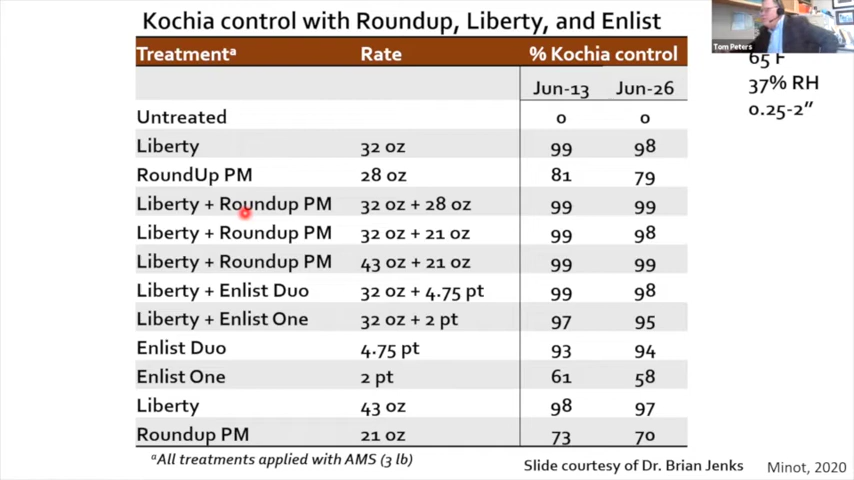 Kochia control with Roundup, Liberty, and Enlist
Tom Peters
Treatmentᵃ Rate % Kochia control
65 F
Jun-13 Jun-26
37% RH
0.25-2”
Untreated 0 0
Liberty 32 oz 99 98
RoundUp PM 28 oz 81 79
Liberty + Roundup PM 32 oz + 28 oz 99 99
Liberty + Roundup PM 32 oz + 21 oz 99 98
Liberty + Roundup PM 43 oz + 21 oz 99 99
Liberty + Enlist Duo 32 oz + 4.75 pt 99 98
Liberty + Enlist One 32 oz + 2 pt 97 95
Enlist Duo 4.75 pt 93 94
Enlist One 2 pt 61 58
Liberty 43 oz 98 97
Roundup PM 21 oz 73 70
ᵃAll treatments applied with AMS (3 lb)
Slide courtesy of Dr. Brian Jenks Minot, 2020